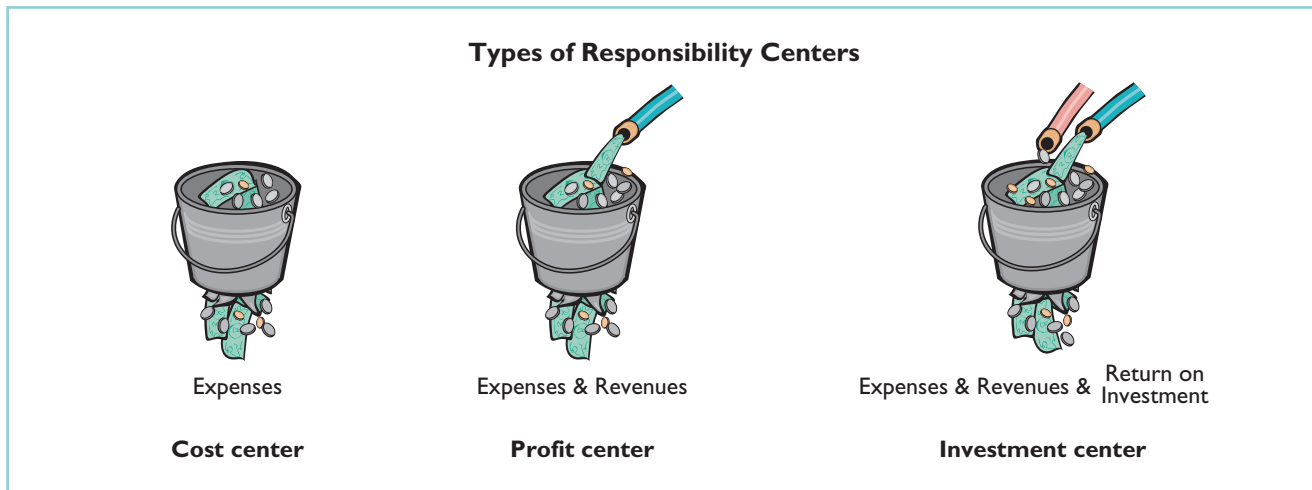 Types of Responsibility Centers
Expenses
Expenses & Revenues
Expenses & Revenues & Return on
Investment
Cost center
Profit center
Investment center